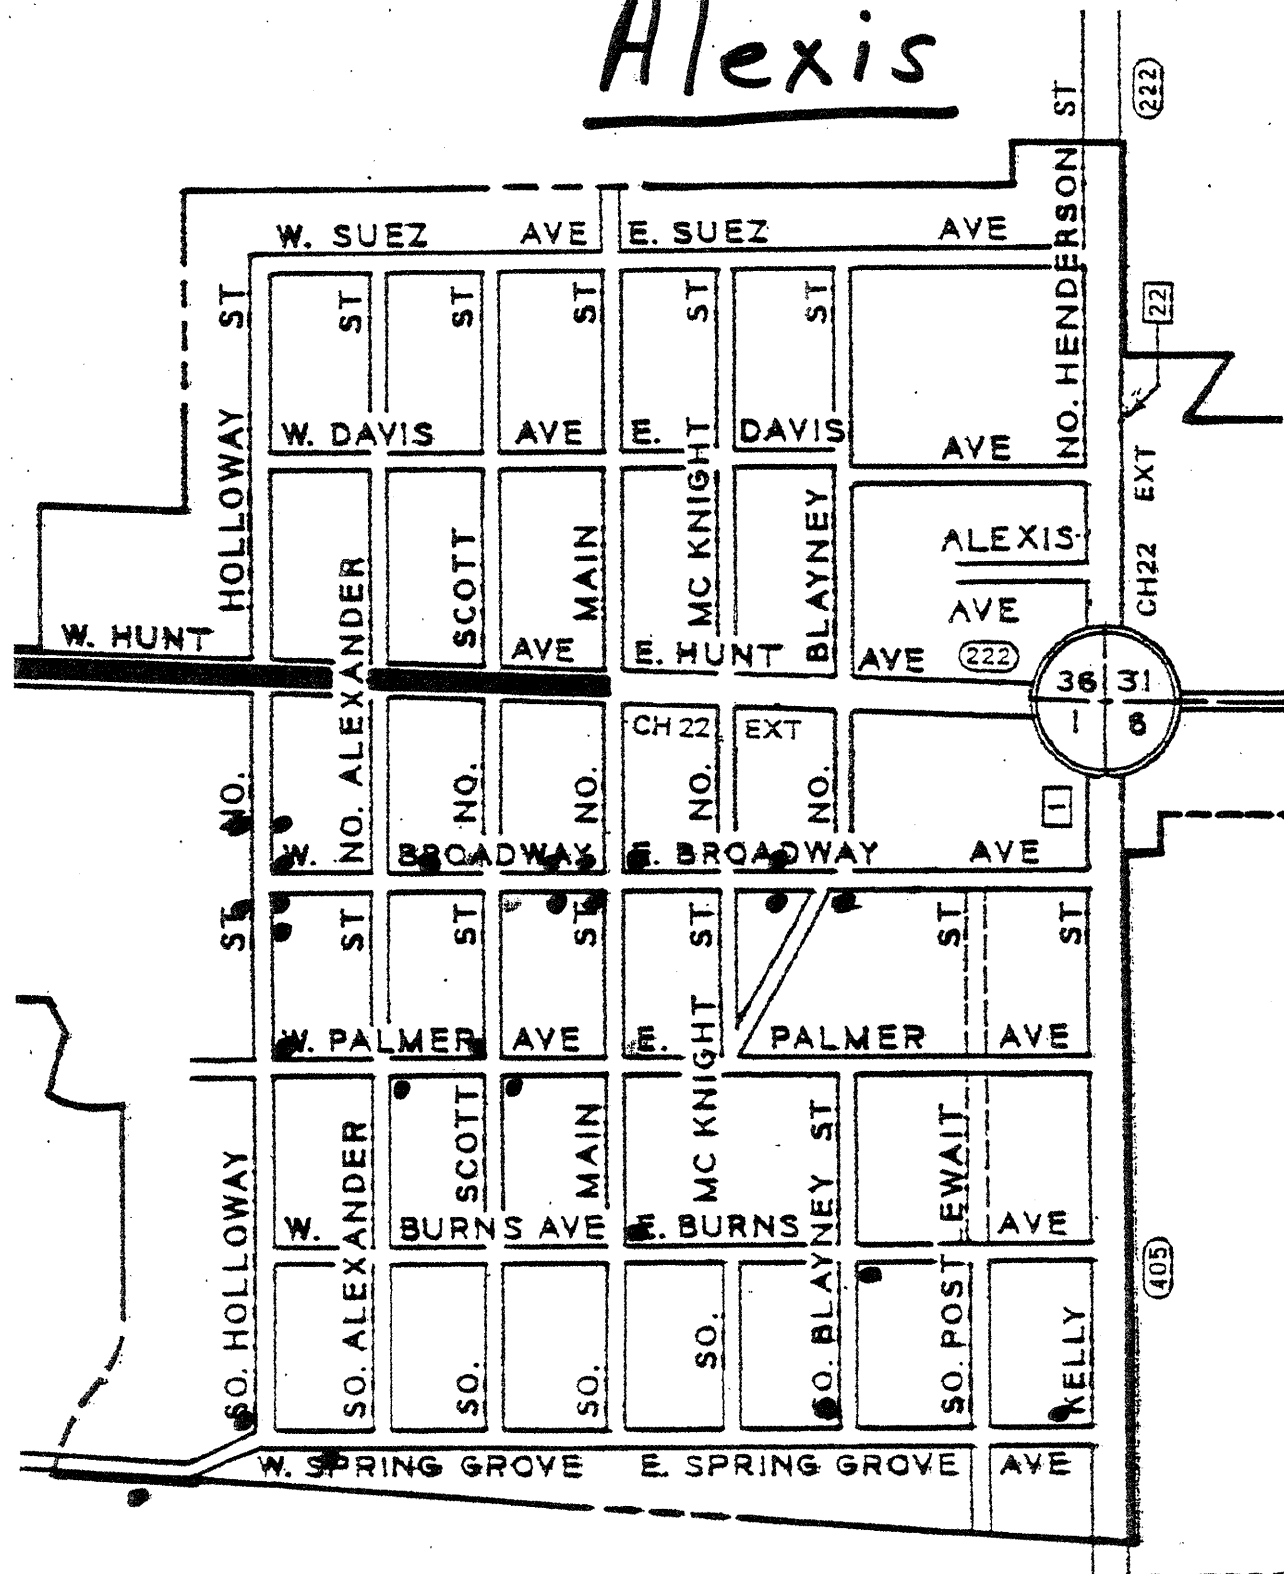 Alexis
222
W. SUEZ AVE E. SUEZ AVE
NO. HENDERSON ST
22
HOLLOWAY ST
ST
ST
ST
ST
ST
W. DAVIS AVE E. DAVIS AVE
CH22 EXT
NO. ALEXANDER
SCOTT
MAIN
MC KNIGHT
BLAYNEY
ALEXIS
AVE
W. HUNT AVE E. HUNT AVE
222
36 31
1 6
CH 22 EXT
NO.
NO.
NO.
NO.
NO.
1
W. BROADWAY E. BROADWAY AVE
ST
ST
ST
ST
ST
ST
ST
W. PALMER AVE E. PALMER AVE
SO. HOLLOWAY
SO. ALEXANDER
SCOTT
MAIN
MC KNIGHT
SO. BLAYNEY ST
SO. POSTEWAIT
W. BURNS AVE E. BURNS AVE
405
SO.
SO.
SO.
KELLY
W. SPRING GROVE E. SPRING GROVE AVE